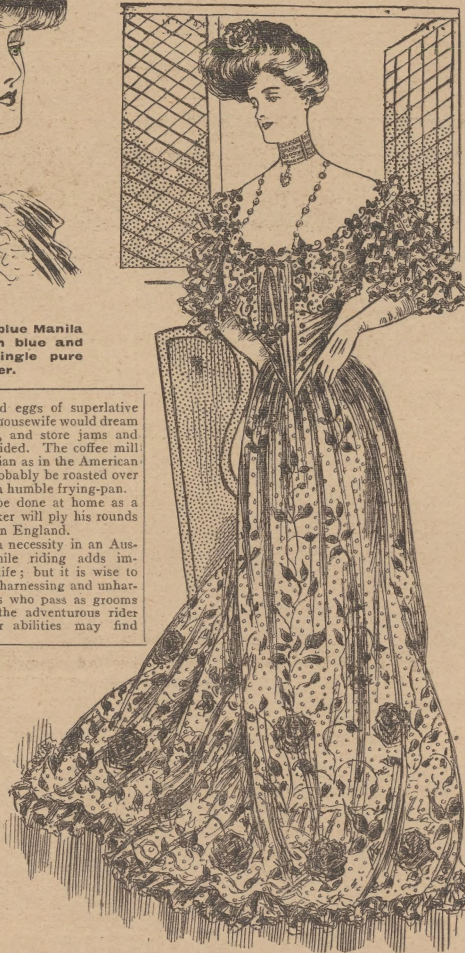 blue Manila
n blue and
single pure
er.
d eggs of superlative
ousewife would dream
, and store jams and
ided. The coffee mill
ian as in the American
obably be roasted over
a humble frying-pan.
be done at home as a
ker will ply his rounds
n England.
n necessity in an Aus-
hile riding adds im-
life; but it is wise to
harnessing and unhar-
s who pass as grooms
the adventurous rider
r abilities may find